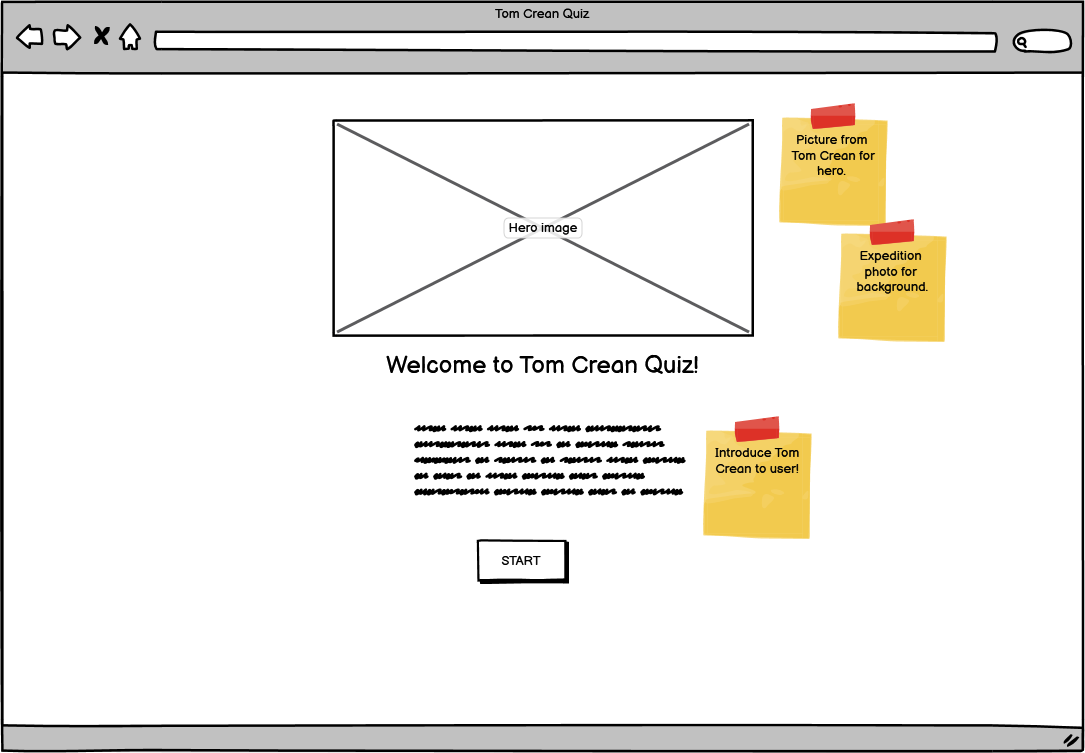 Tom Crean Quiz
Picture from
Tom Crean for
hero.
Hero image
Expedition
photo for
background.
Welcome to Tom Crean Quiz!
Introduce Tom
Crean to user!
START